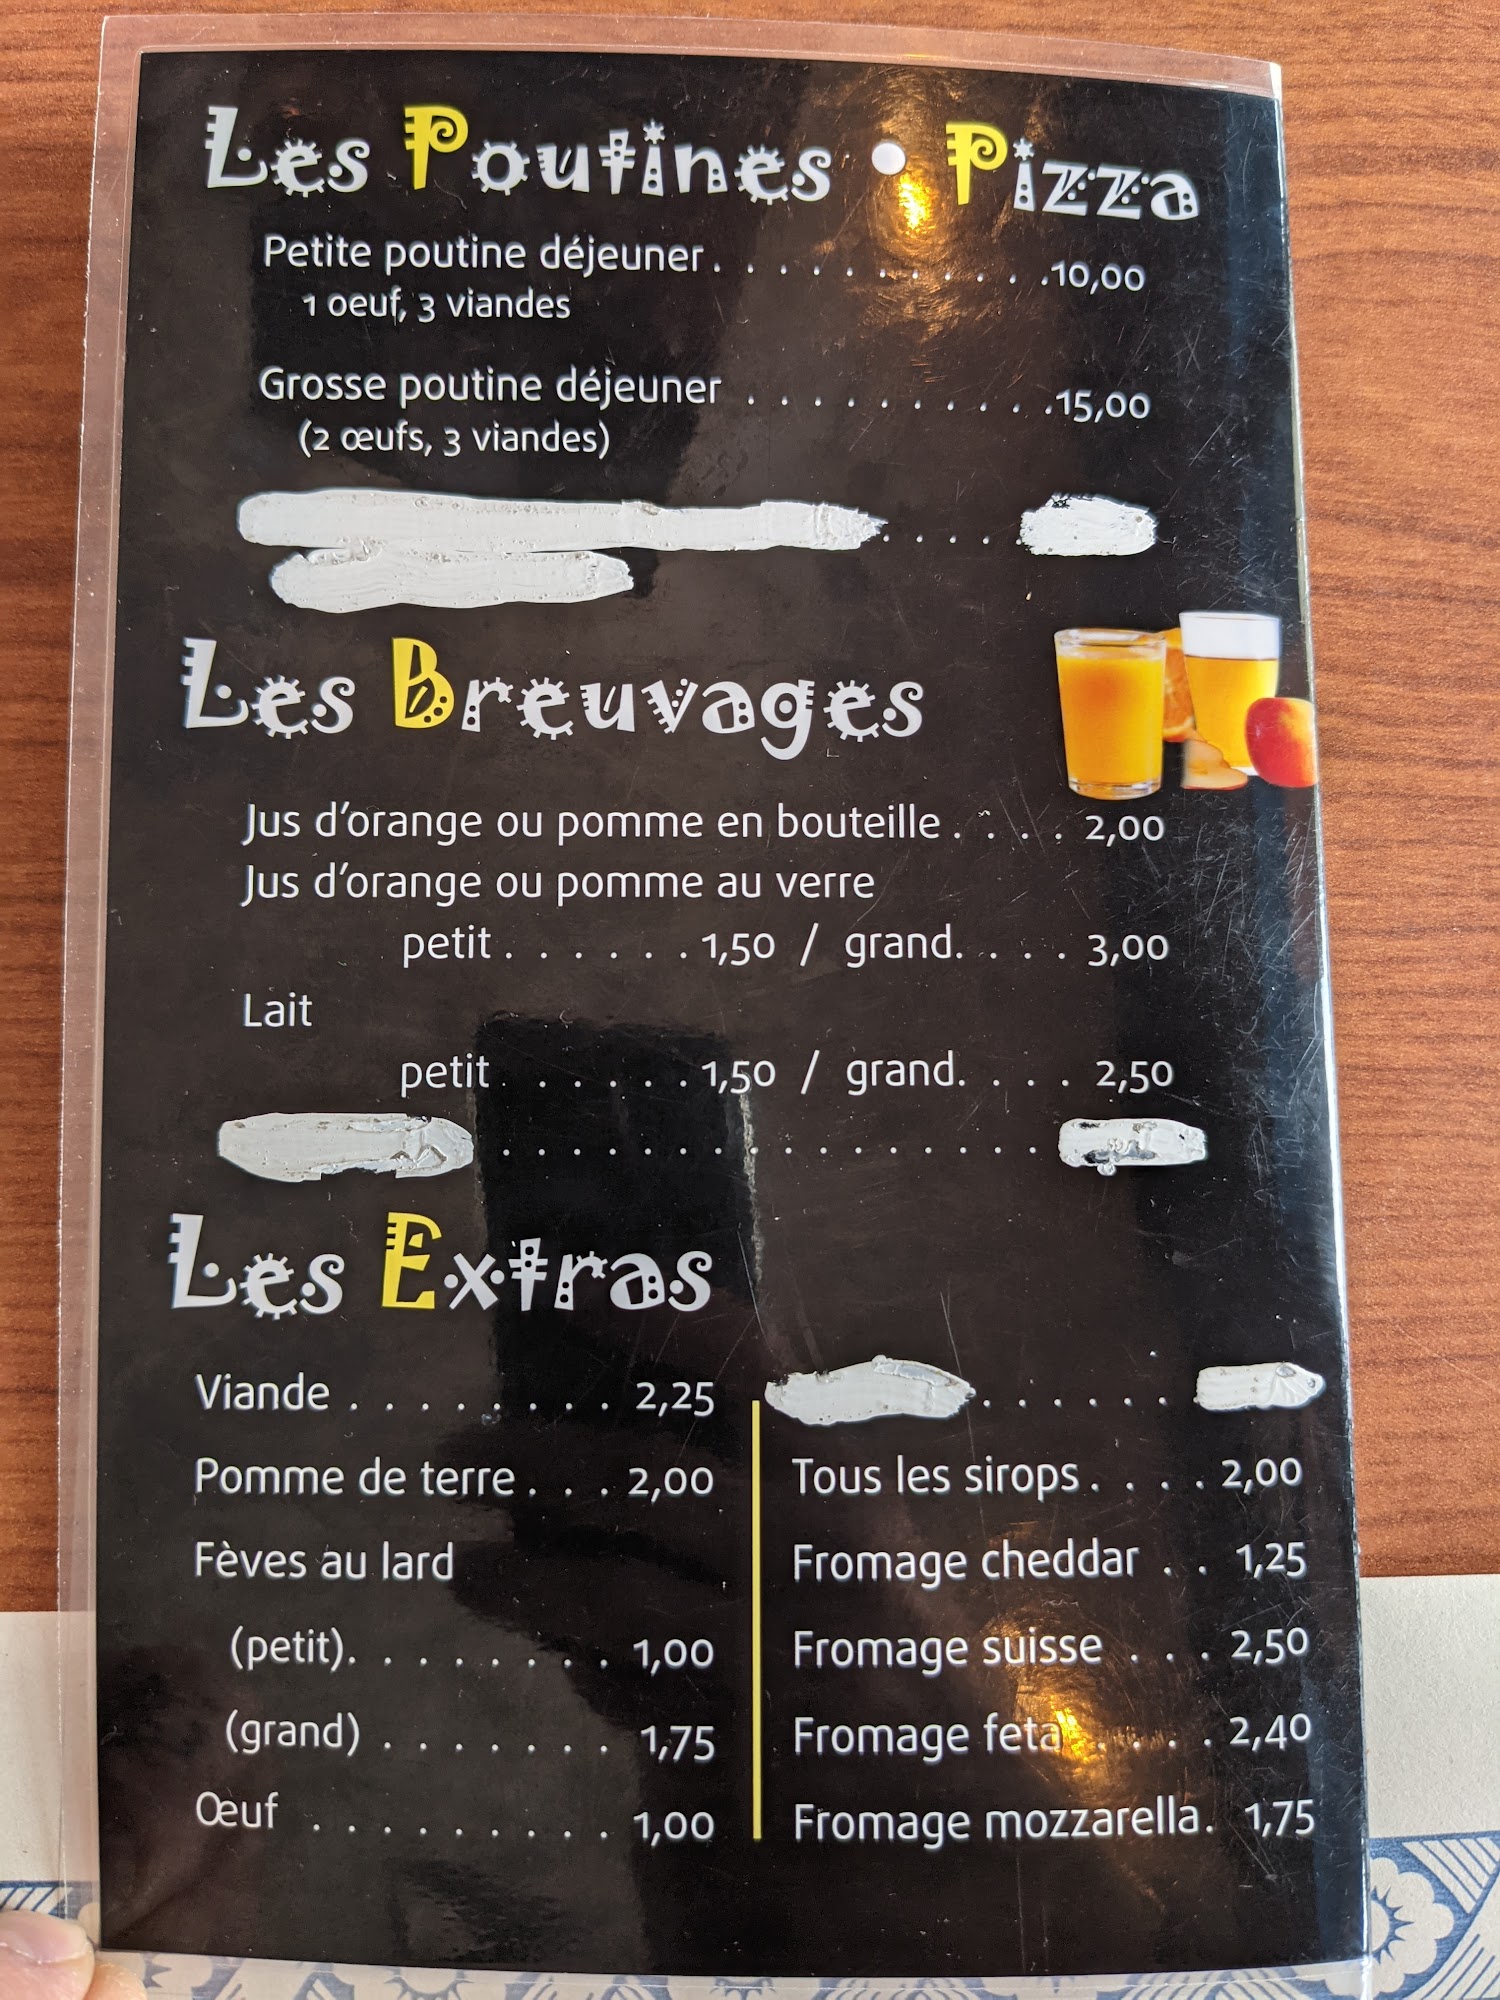 Les Poutines • Pizza
Petite poutine déjeuner. . . . . . . . . . . .10,00
1 oeuf, 3 viandes
Grosse poutine déjeuner . . . . . . . . . . .15,00
(2 œufs, 3 viandes)
Les Breuvages
Jus d'orange ou pomme en bouteille . . . . 2,00
Jus d'orange ou pomme au verre
petit . . . . . . 1,50 / grand. . . . 3,00
Lait
petit . . . . . . 1,50 / grand. . . . 2,50
Les Extras
Viande . . . . . . . . 2,25
Pomme de terre . . . 2,00
Fèves au lard
(petit). . . . . . . . . 1,00
(grand) . . . . . . . 1,75
Œuf . . . . . . . . . 1,00
Tous les sirops . . . . 2,00
Fromage cheddar . . 1,25
Fromage suisse . . . 2,50
Fromage feta . . . . 2,40
Fromage mozzarella. 1,75